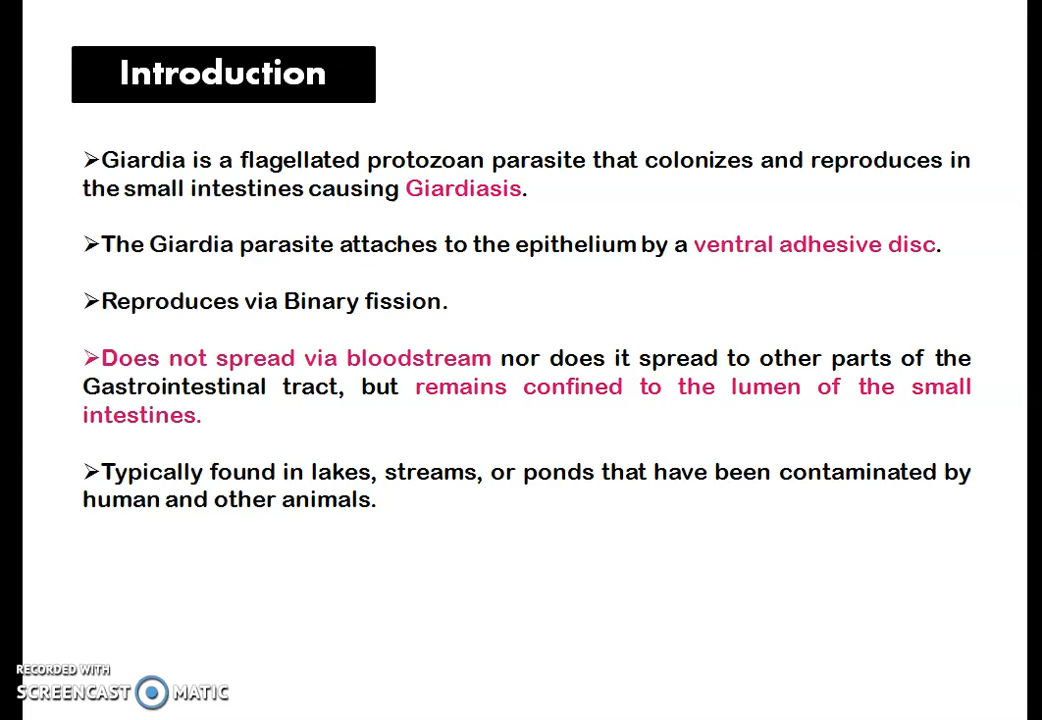 Introduction
➢Giardia is a flagellated protozoan parasite that colonizes and reproduces in
the small intestines causing Giardiasis.
➢The Giardia parasite attaches to the epithelium by a ventral adhesive disc.
➢Reproduces via Binary fission.
➢Does not spread via bloodstream nor does it spread to other parts of the
Gastrointestinal tract, but remains confined to the lumen of the small
intestines.
➢Typically found in lakes, streams, or ponds that have been contaminated by
human and other animals.
RECORDED WITH
SCREENCAST MATIC